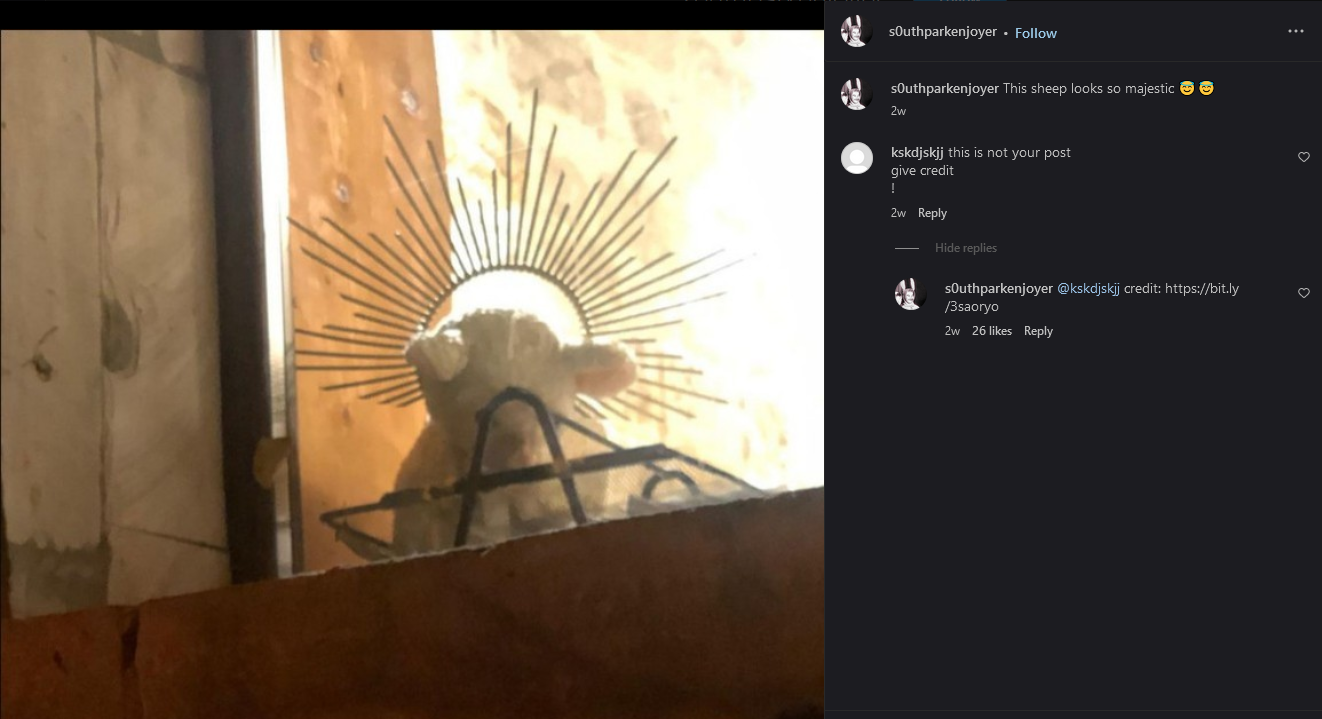 s0uthparkenjoyer • Follow
s0uthparkenjoyer This sheep looks so majestic 😇 😇
2w
kskdjskjj this is not your post
give credit
!
2w Reply
Hide replies
s0uthparkenjoyer @kskdjskjj credit: https://bit.ly
/3saoryo
2w 26 likes Reply